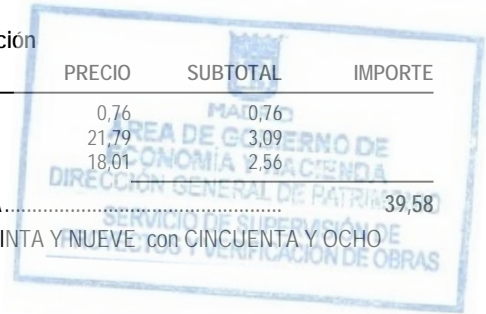 ción
PRECIO SUBTOTAL IMPORTE
0,76 0,76
21,79 3,09
18,01 2,56
39,58
INTA Y NUEVE con CINCUENTA Y OCHO
MADRID
ÁREA DE GOBIERNO DE
ECONOMÍA Y HACIENDA
DIRECCIÓN GENERAL DE PATRIMONIO
SERVICIO DE SUPERVISIÓN DE
PROYECTOS Y VERIFICACIÓN DE OBRAS